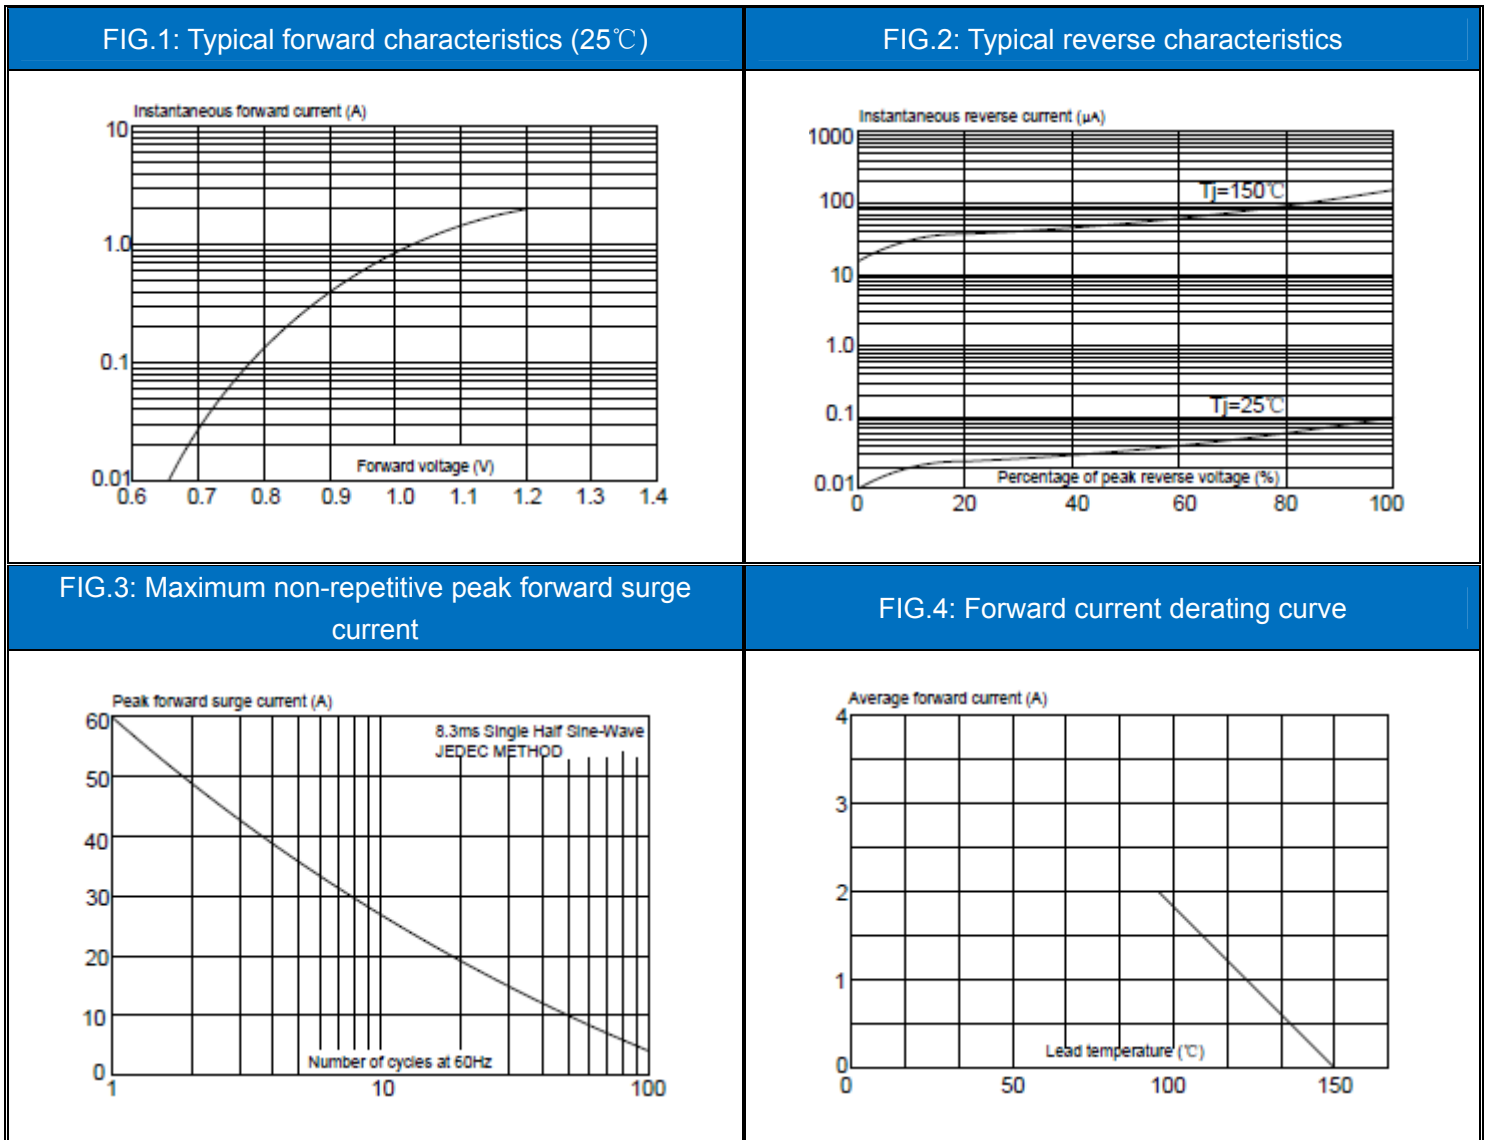 FIG.1: Typical forward characteristics (25℃)
FIG.2: Typical reverse characteristics
Instantaneous forward current (A)
10
1.0
0.1
0.01
Forward voltage (V)
0.6 0.7 0.8 0.9 1.0 1.1 1.2 1.3 1.4
Instantaneous reverse current (μA)
1000
Tj=150℃
100
10
1.0
Tj=25℃
0.1
0.01
Percentage of peak reverse voltage (%)
0 20 40 60 80 100
FIG.3: Maximum non-repetitive peak forward surge
current
FIG.4: Forward current derating curve
Peak forward surge current (A)
60
8.3ms Single Half Sine-Wave
JEDEC METHOD
50
40
30
20
10
0
Number of cycles at 60Hz
1 10 100
Average forward current (A)
4
3
2
1
0
Lead temperature (℃)
0 50 100 150